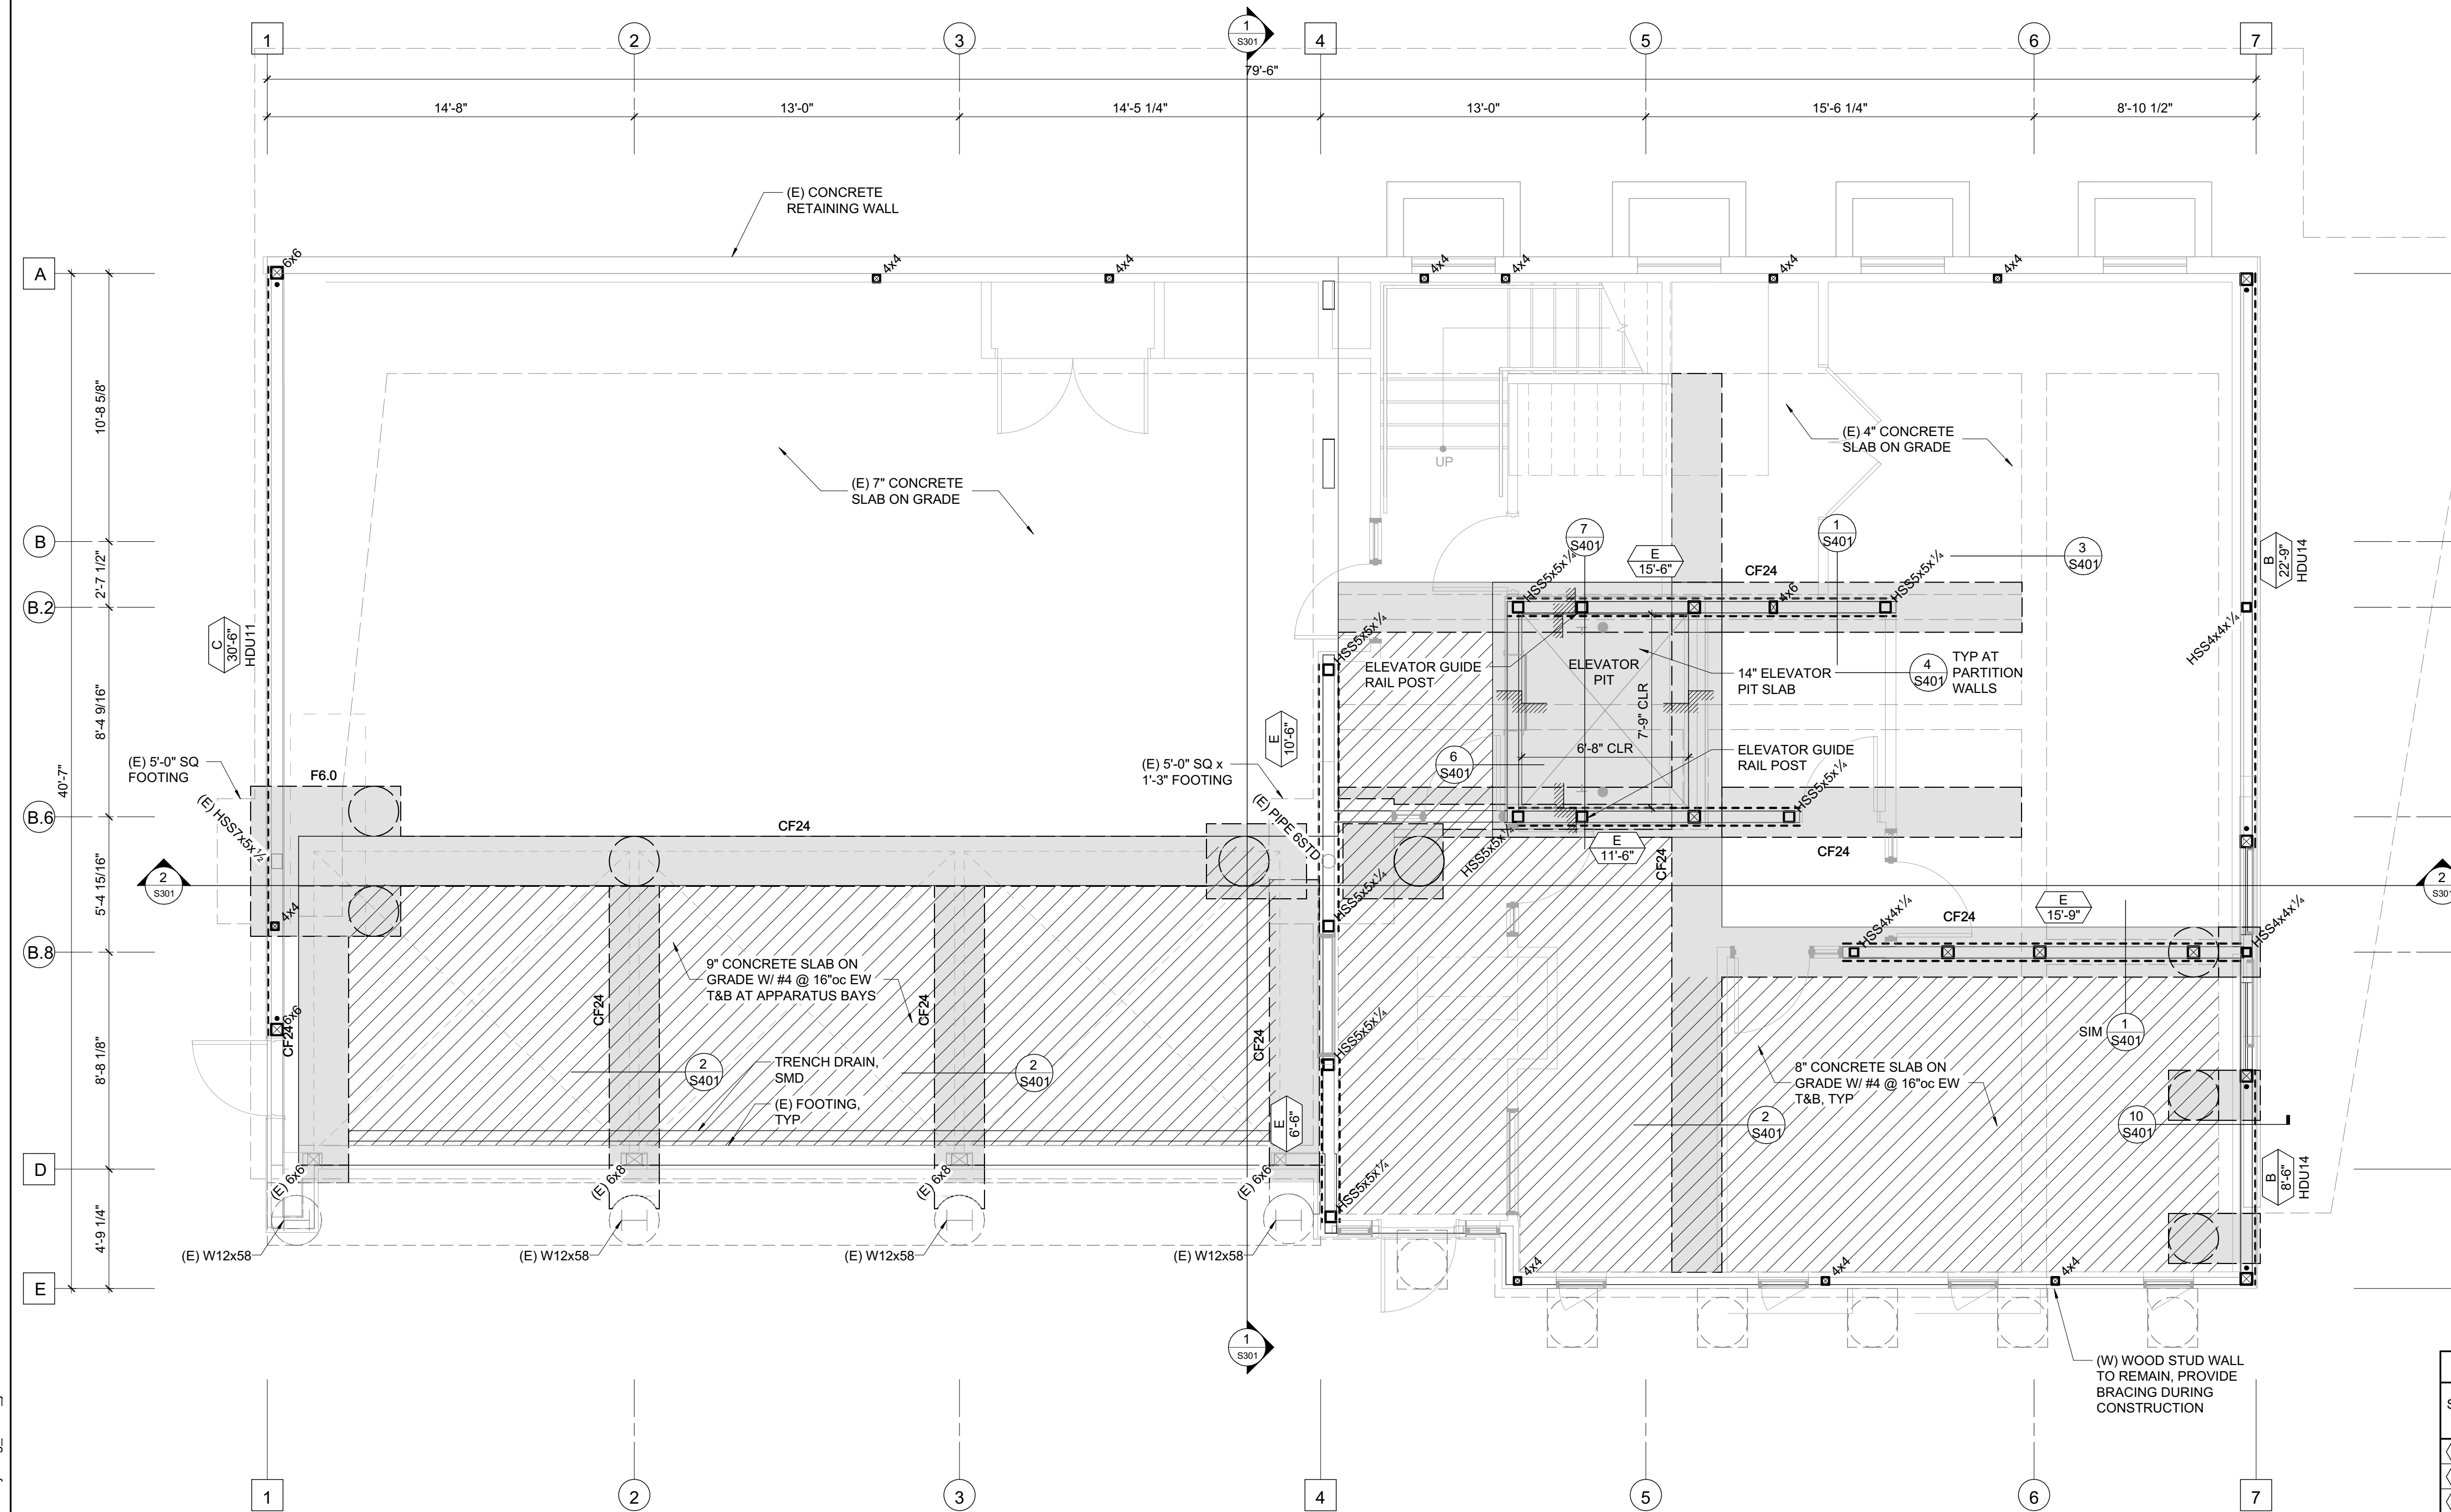 1
2
3
1
S301
4
5
6
7
79'-6"
14'-8"
13'-0"
14'-5 1/4"
13'-0"
15'-6 1/4"
8'-10 1/2"
(E) CONCRETE
RETAINING WALL
A
6x6
4x4
4x4
4x4
4x4
4x4
4x4
10'-8 5/8"
UP
(E) 4" CONCRETE
SLAB ON GRADE
(E) 7" CONCRETE
SLAB ON GRADE
B
2'-7 1/2"
B.2
7
S401
E
15'-6"
1
S401
3
S401
CF24
HSS5x5x¼
4x6
HSS5x5x¼
B
22'-9"
HDU14
C
30'-6"
HDU11
HSS5x5x¼
HSS4x4x¼
ELEVATOR GUIDE
RAIL POST
ELEVATOR
PIT
14" ELEVATOR
PIT SLAB
4
S401
TYP AT
PARTITION
WALLS
8'-4 9/16"
7'-9" CLR
6'-8" CLR
E
10'-6"
6
S401
ELEVATOR GUIDE
RAIL POST
(E) 5'-0" SQ
FOOTING
F6.0
(E) 5'-0" SQ x
1'-3" FOOTING
40'-7"
B.6
(E) HSS7x5x½
CF24
(E) PIPE 6STD
HSS5x5x¼
HSS5x5x¼
E
11'-6"
CF24
CF24
5'-4 15/16"
2
S301
2
S301
4x4
HSS5x5x¼
HSS4x4x¼
CF24
E
15'-9"
HSS4x4x¼
B.8
9" CONCRETE SLAB ON
GRADE W/ #4 @ 16"oc EW
T&B AT APPARATUS BAYS
CF24
CF24
CF24
6x6
CF24
HSS5x5x¼
SIM
1
S401
8'-8 1/8"
TRENCH DRAIN,
SMD
2
S401
2
S401
(E) FOOTING,
TYP
8" CONCRETE SLAB ON
GRADE W/ #4 @ 16"oc EW
T&B, TYP
E
6'-6"
2
S401
10
S401
D
(E) 6x6
(E) 6x8
(E) 6x8
(E) 6x6
HSS5x5x¼
B
8'-6"
HDU14
4'-9 1/4"
(E) W12x58
(E) W12x58
(E) W12x58
(E) W12x58
E
4x4
4x4
4x4
1
S301
(W) WOOD STUD WALL
TO REMAIN, PROVIDE
BRACING DURING
CONSTRUCTION
1
2
3
4
5
6
7